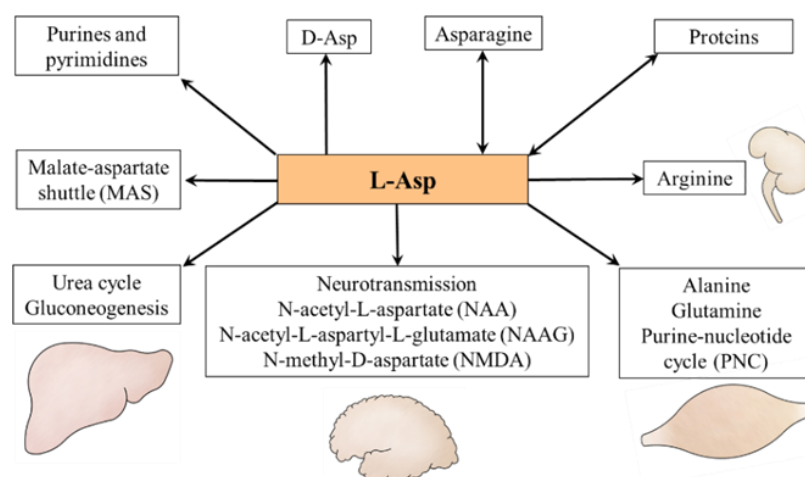 Purines and
pyrimidines
D-Asp
Asparagine
Proteins
Malate-aspartate
shuttle (MAS)
L-Asp
Arginine
Urea cycle
Gluconeogenesis
Neurotransmission
N-acetyl-L-aspartate (NAA)
N-acetyl-L-aspartyl-L-glutamate (NAAG)
N-methyl-D-aspartate (NMDA)
Alanine
Glutamine
Purine-nucleotide
cycle (PNC)